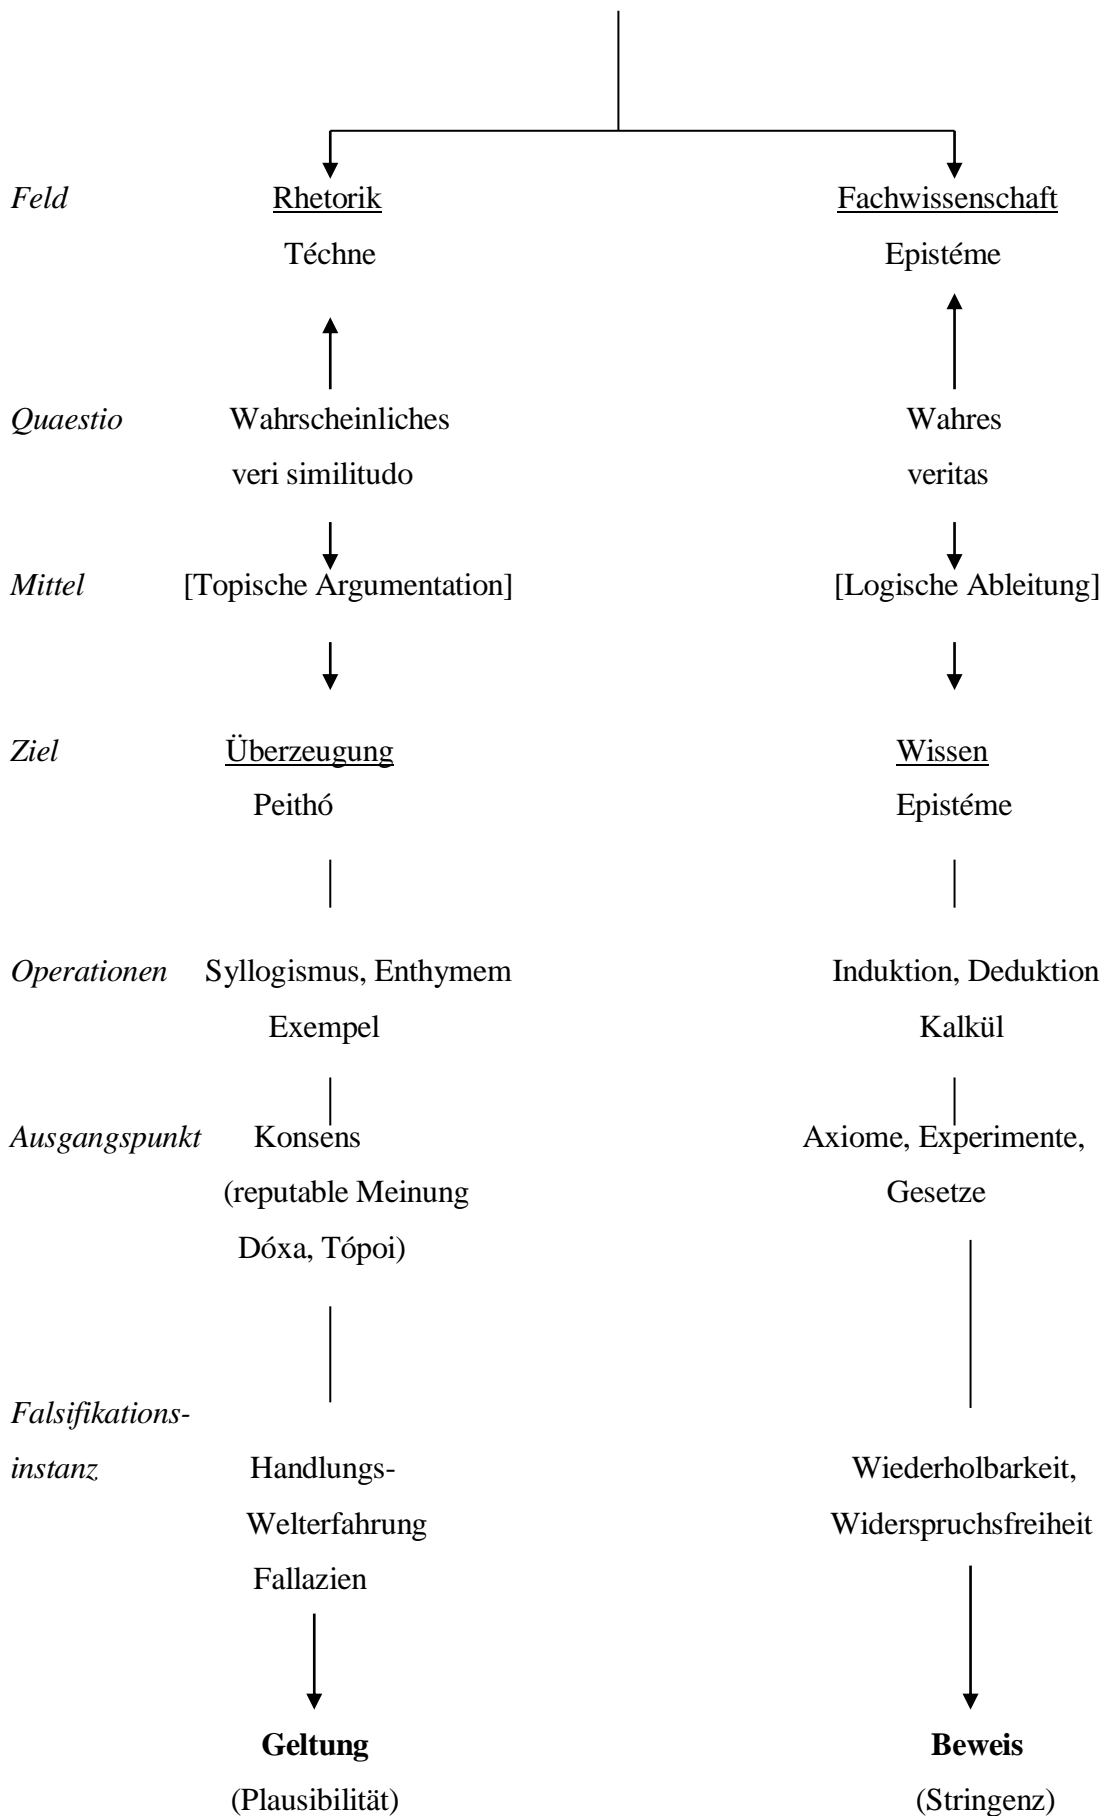 Feld Rhetorik Fachwissenschaft
Téchne Epistéme
Quaestio Wahrscheinliches Wahres
veri similitudo veritas
Mittel [Topische Argumentation] [Logische Ableitung]
Ziel Überzeugung Wissen
Peithó Epistéme
Operationen Syllogismus, Enthymem Induktion, Deduktion
Exempel Kalkül
Ausgangspunkt Konsens Axiome, Experimente,
(reputable Meinung Gesetze
Dóxa, Tópoi)
Falsifikations-
instanz Handlungs- Wiederholbarkeit,
Welterfahrung Widerspruchsfreiheit
Fallazien
Geltung Beweis
(Plausibilität) (Stringenz)